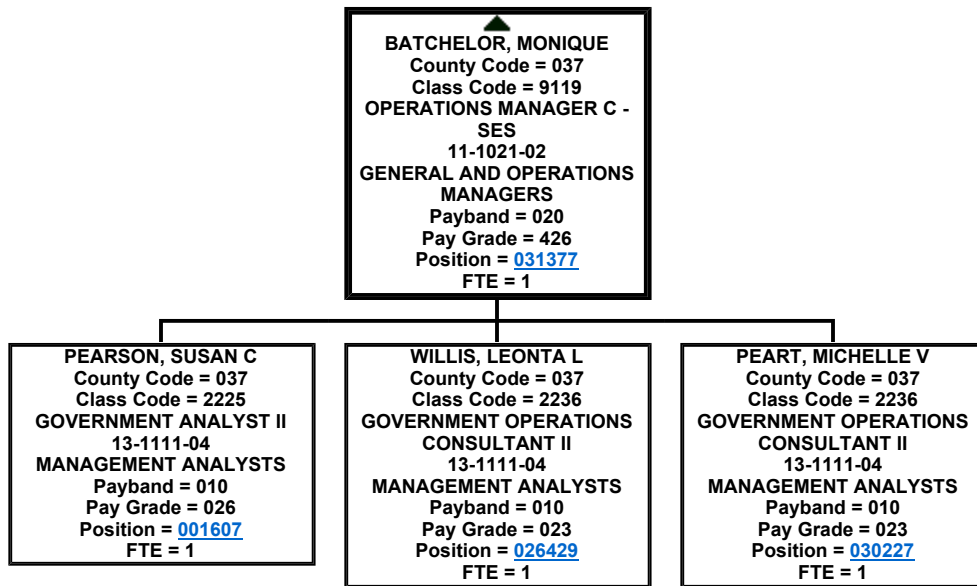 BATCHELOR, MONIQUE
County Code = 037
Class Code = 9119
OPERATIONS MANAGER C -
SES
11-1021-02
GENERAL AND OPERATIONS
MANAGERS
Payband = 020
Pay Grade = 426
Position = 031377
FTE = 1
PEARSON, SUSAN C
County Code = 037
Class Code = 2225
GOVERNMENT ANALYST II
13-1111-04
MANAGEMENT ANALYSTS
Payband = 010
Pay Grade = 026
Position = 001607
FTE = 1
WILLIS, LEONTA L
County Code = 037
Class Code = 2236
GOVERNMENT OPERATIONS
CONSULTANT II
13-1111-04
MANAGEMENT ANALYSTS
Payband = 010
Pay Grade = 023
Position = 026429
FTE = 1
PEART, MICHELLE V
County Code = 037
Class Code = 2236
GOVERNMENT OPERATIONS
CONSULTANT II
13-1111-04
MANAGEMENT ANALYSTS
Payband = 010
Pay Grade = 023
Position = 030227
FTE = 1